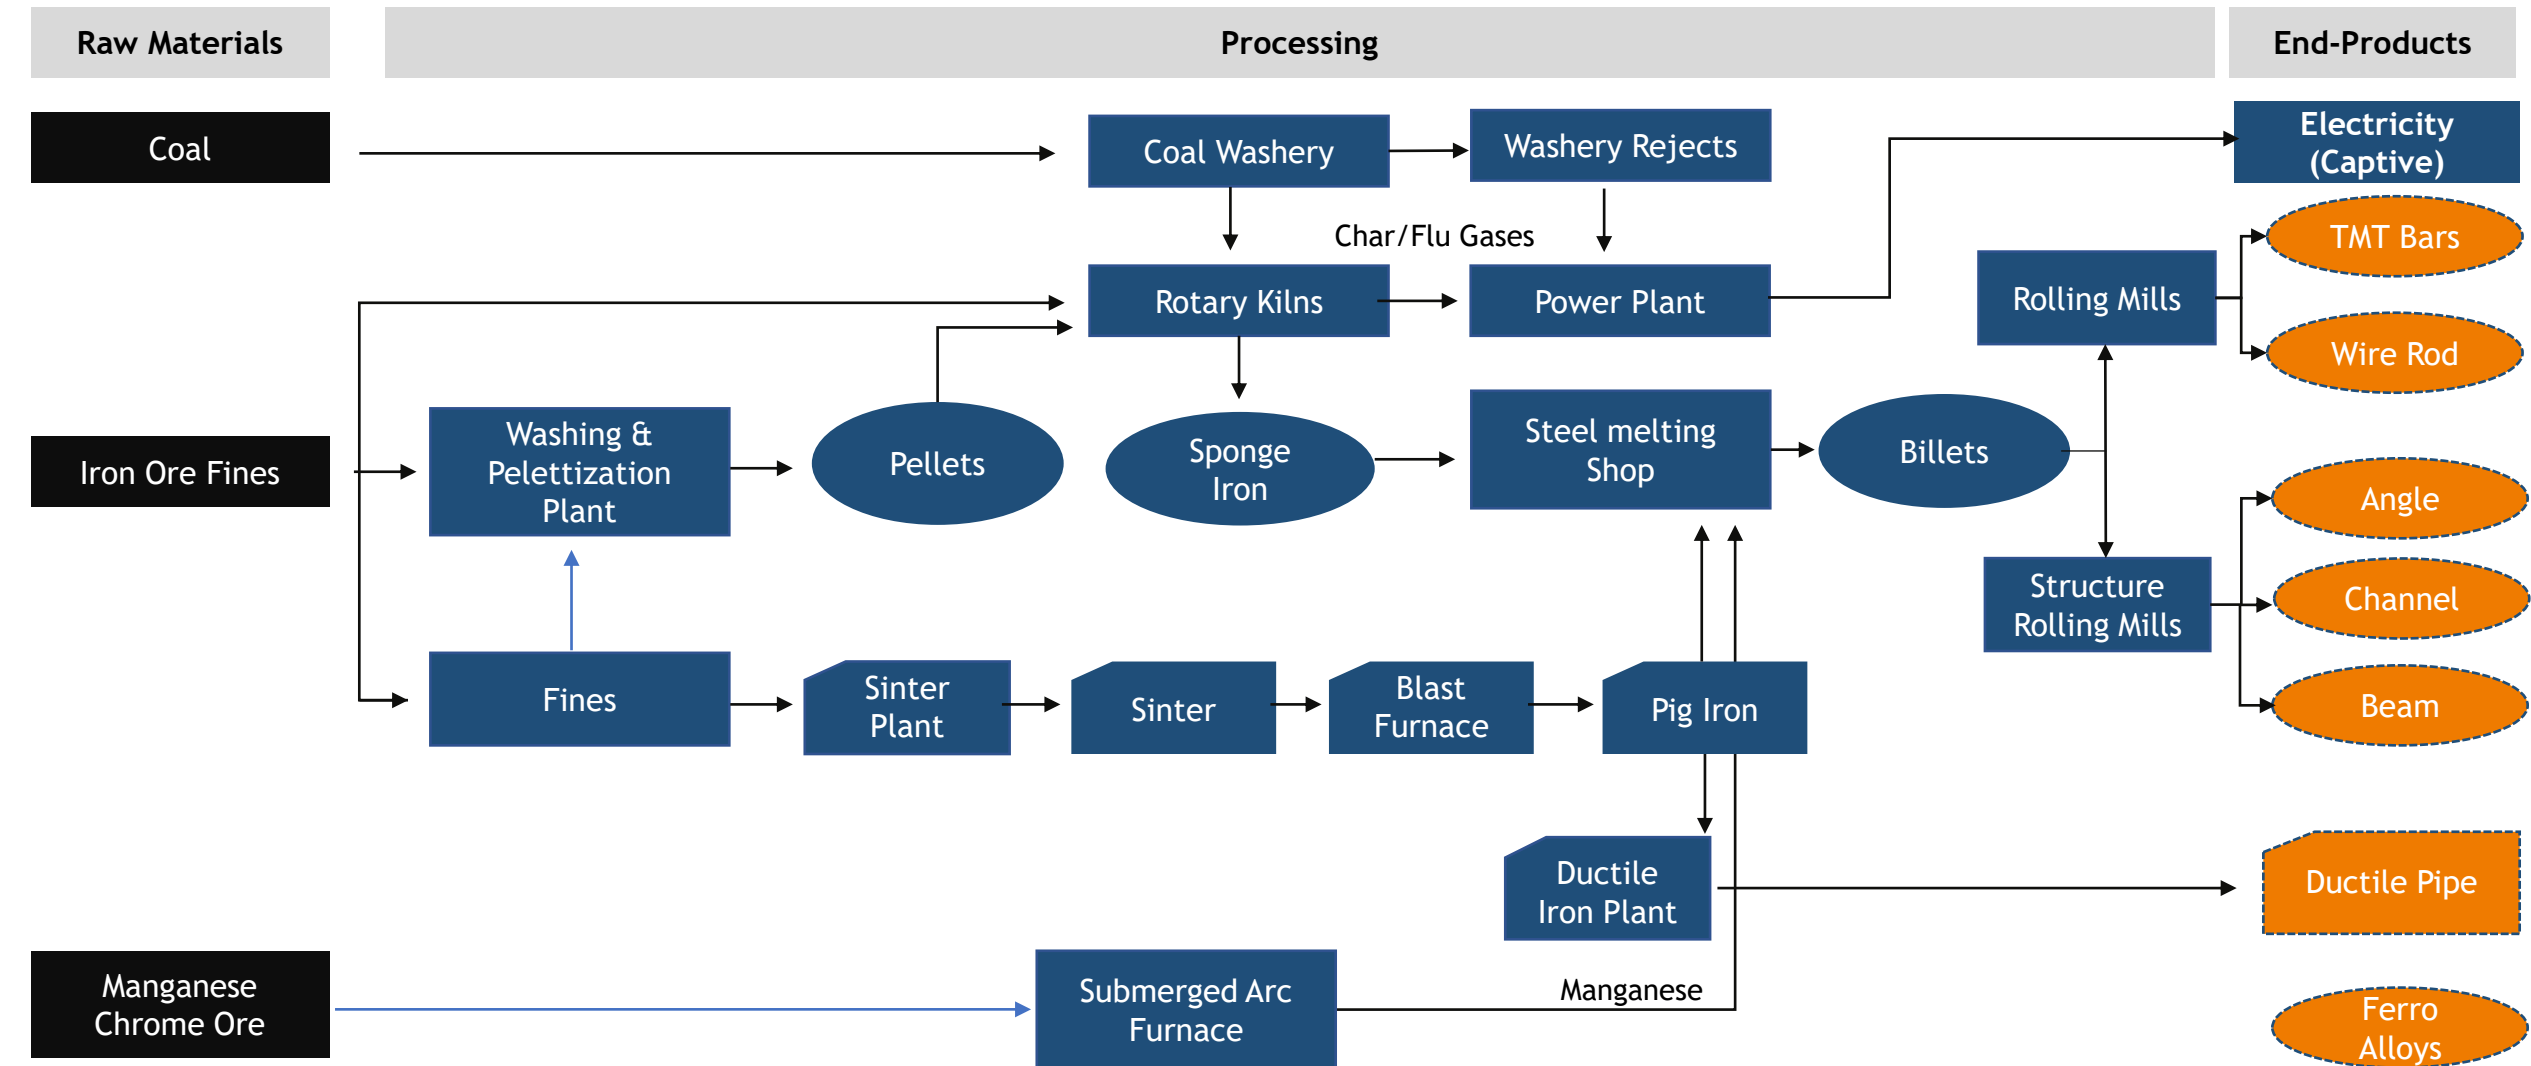 Raw Materials
Processing
End-Products
Coal
Coal Washery
Washery Rejects
Electricity
(Captive)
Char/Flu Gases
TMT Bars
Rotary Kilns
Power Plant
Rolling Mills
Wire Rod
Iron Ore Fines
Washing &
Pelettization
Plant
Pellets
Sponge
Iron
Steel melting
Shop
Billets
Angle
Structure
Rolling Mills
Channel
Fines
Sinter
Plant
Sinter
Blast
Furnace
Pig Iron
Beam
Ductile
Iron Plant
Ductile Pipe
Manganese
Chrome Ore
Submerged Arc
Furnace
Manganese
Ferro
Alloys